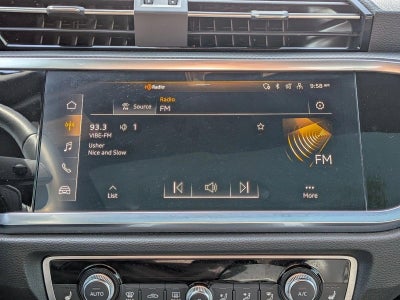 HD Radio
9:58
Source
Radio
FM
93.3
1
VIBE-FM
Usher
Nice and Slow
FM
List
More
AUTO
A/C